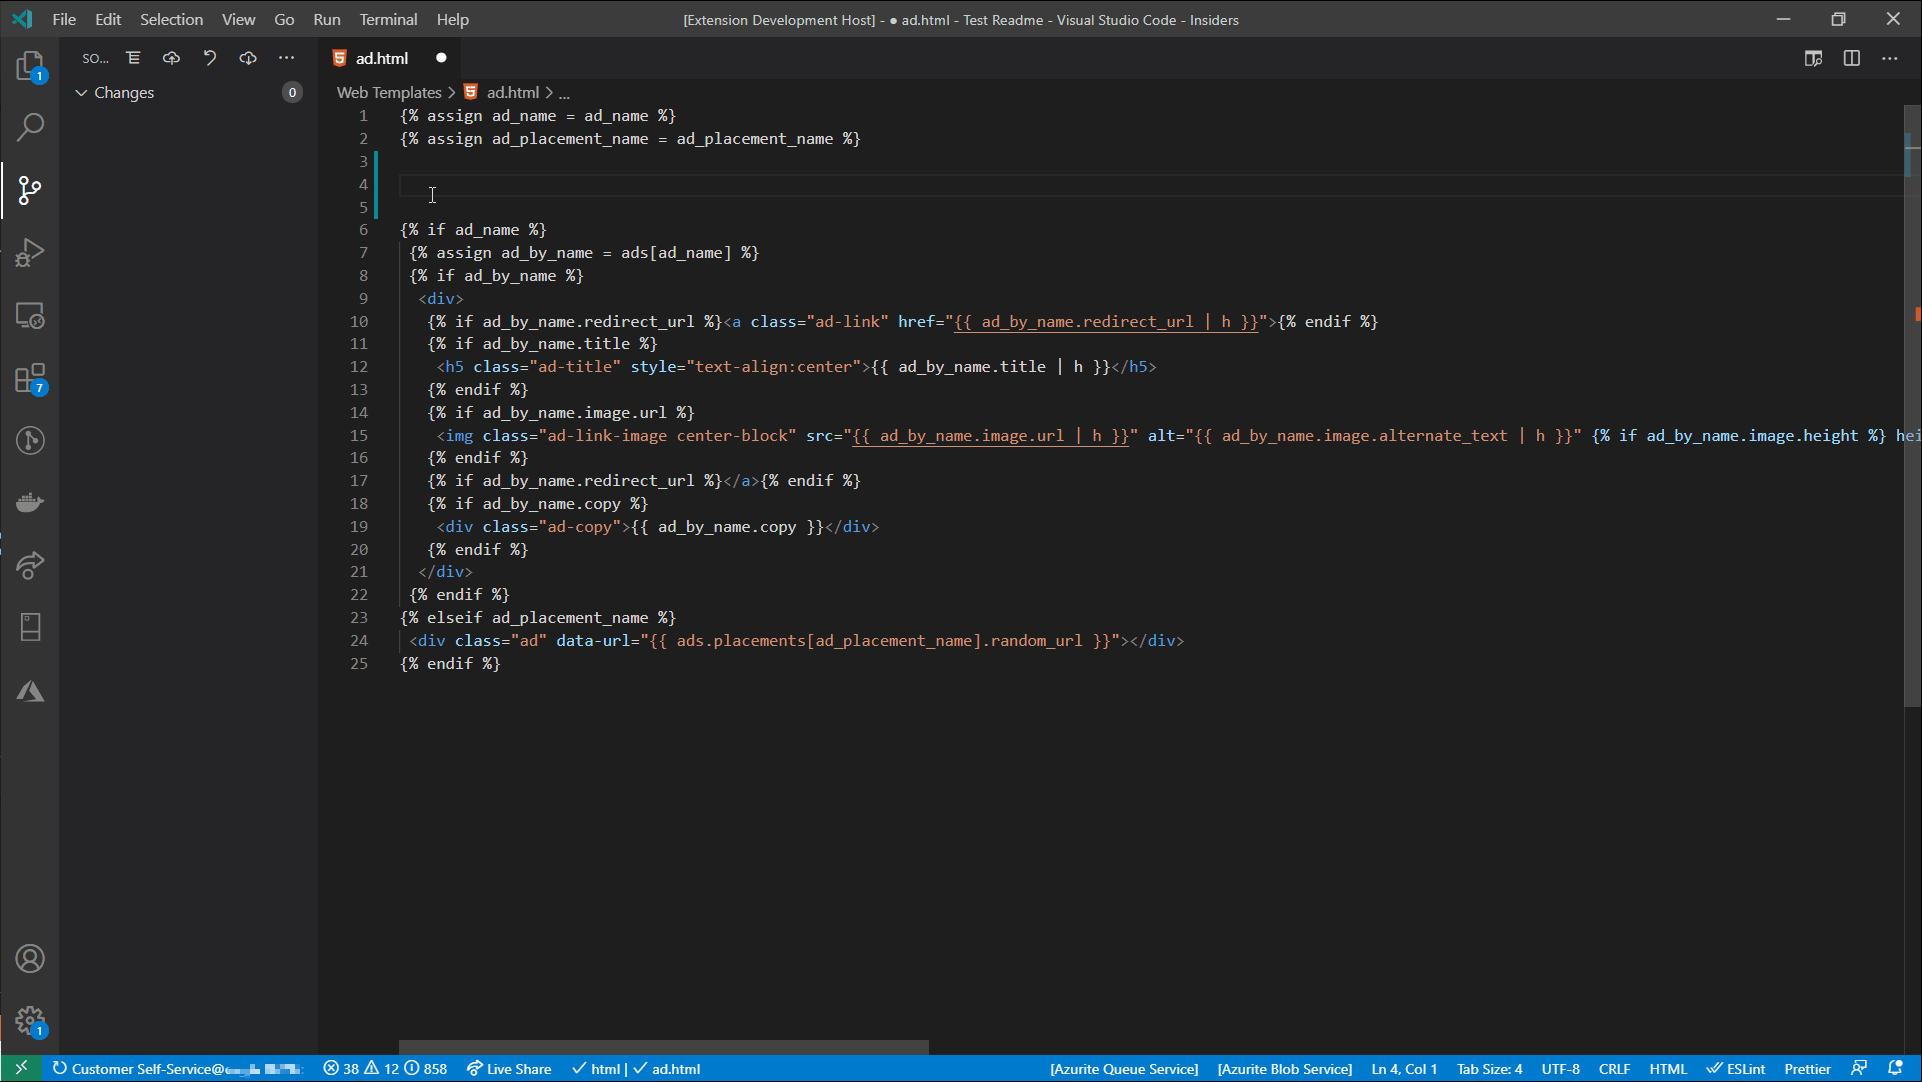 File Edit Selection View Go Run Terminal Help
[Extension Development Host] - ● ad.html - Test Readme - Visual Studio Code - Insiders
SO...
ad.html
Changes 0
Web Templates > ad.html > ...
1 {% assign ad_name = ad_name %}
2 {% assign ad_placement_name = ad_placement_name %}
3
4
5
6 {% if ad_name %}
7 {% assign ad_by_name = ads[ad_name] %}
8 {% if ad_by_name %}
9 <div>
10 {% if ad_by_name.redirect_url %}<a class="ad-link" href="{{ ad_by_name.redirect_url | h }}">{% endif %}
11 {% if ad_by_name.title %}
12 <h5 class="ad-title" style="text-align:center">{{ ad_by_name.title | h }}</h5>
13 {% endif %}
14 {% if ad_by_name.image.url %}
15 <img class="ad-link-image center-block" src="{{ ad_by_name.image.url | h }}" alt="{{ ad_by_name.image.alternate_text | h }}" {% if ad_by_name.image.height %} hei
16 {% endif %}
17 {% if ad_by_name.redirect_url %}</a>{% endif %}
18 {% if ad_by_name.copy %}
19 <div class="ad-copy">{{ ad_by_name.copy }}</div>
20 {% endif %}
21 </div>
22 {% endif %}
23 {% elseif ad_placement_name %}
24 <div class="ad" data-url="{{ ads.placements[ad_placement_name].random_url }}"></div>
25 {% endif %}
1
7
1
Customer Self-Service@ 38 12 858 Live Share html | ad.html [Azurite Queue Service] [Azurite Blob Service] Ln 4, Col 1 Tab Size: 4 UTF-8 CRLF HTML ESLint Prettier